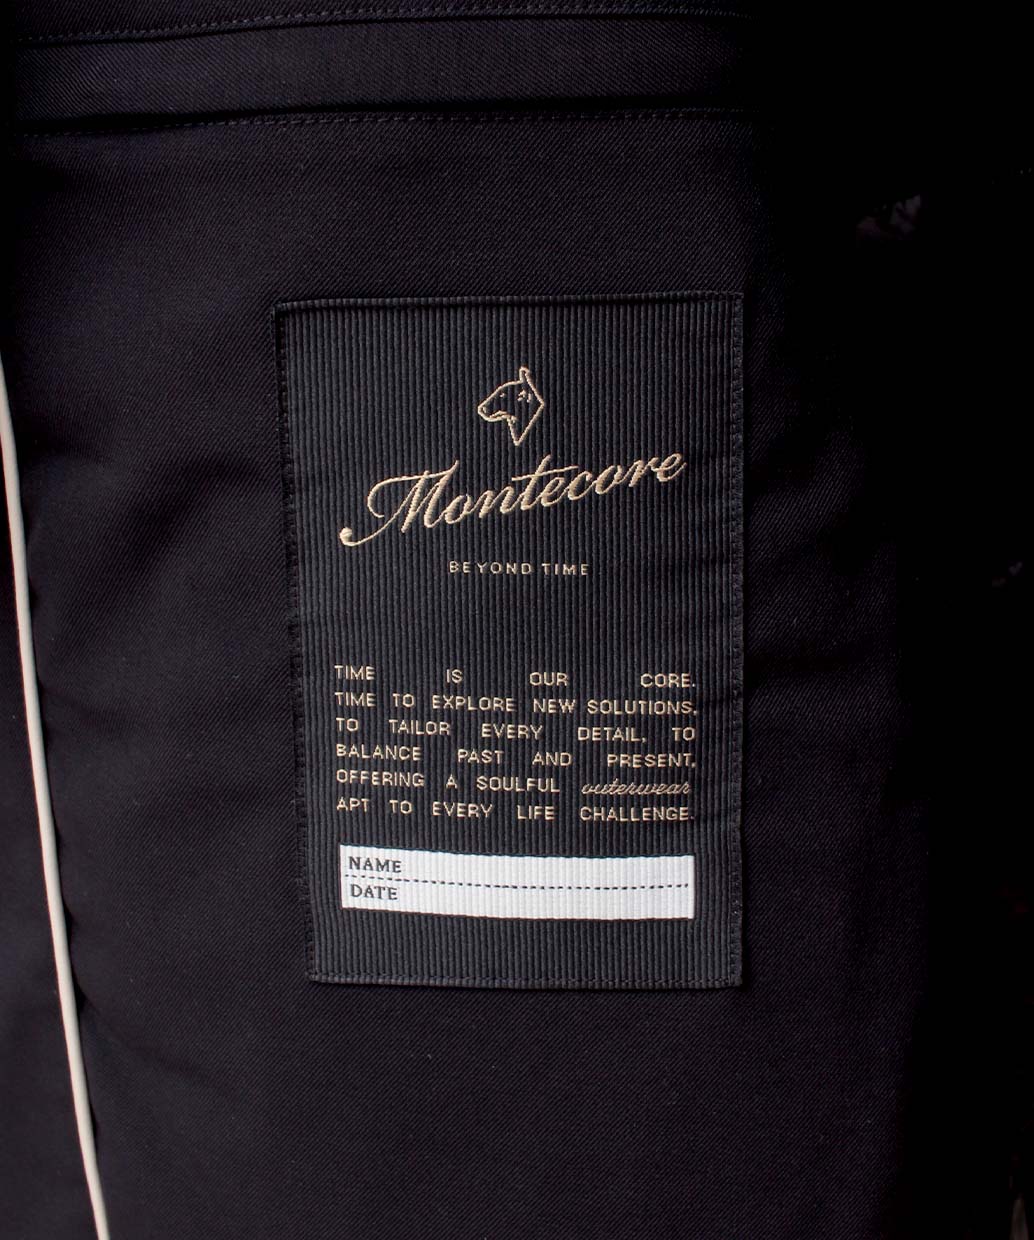 Montecore
BEYOND TIME
TIME IS OUR CORE.
TIME TO EXPLORE NEW SOLUTIONS,
TO TAILOR EVERY DETAIL, TO
BALANCE PAST AND PRESENT,
OFFERING A SOULFUL outerwear
APT TO EVERY LIFE CHALLENGE.
NAME
DATE